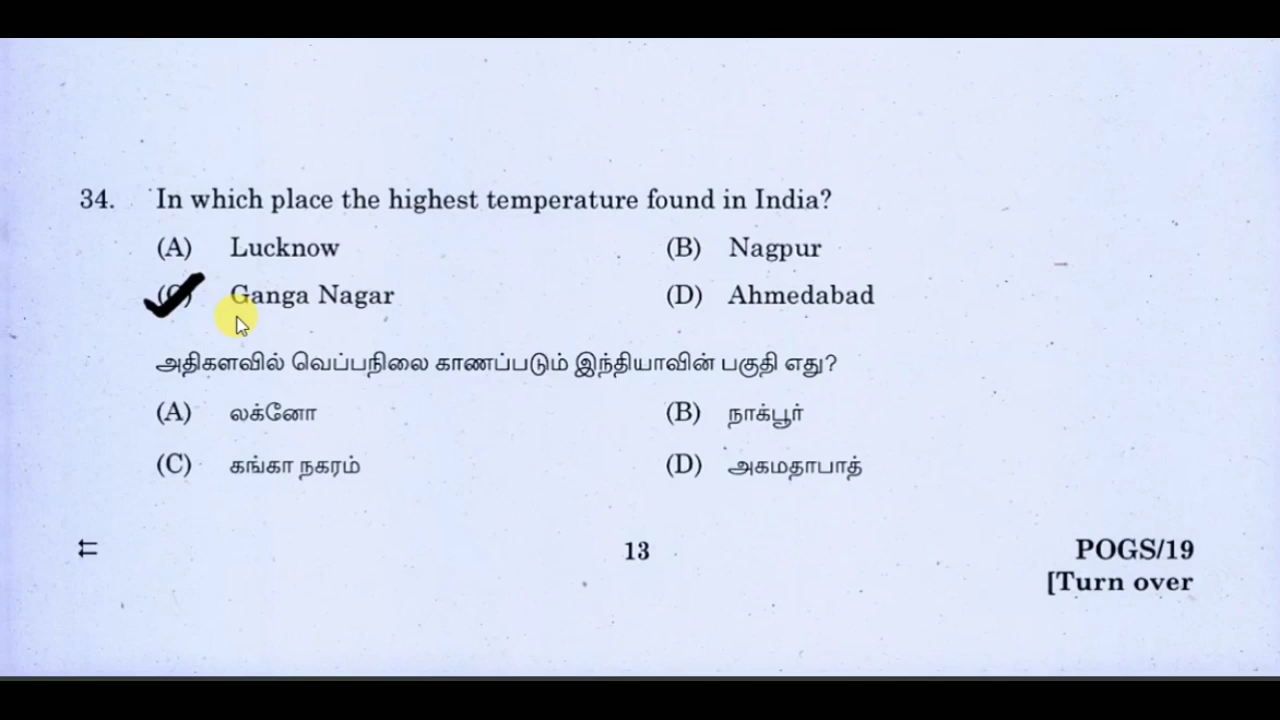 34. In which place the highest temperature found in India?
(A) Lucknow (B) Nagpur
(C) Ganga Nagar (D) Ahmedabad
அதிகளவில் வெப்பநிலை காணப்படும் இந்தியாவின் பகுதி எது?
(A) லக்னோ (B) நாக்பூர்
(C) கங்கா நகரம் (D) அகமதாபாத்
13 POGS/19
[Turn over